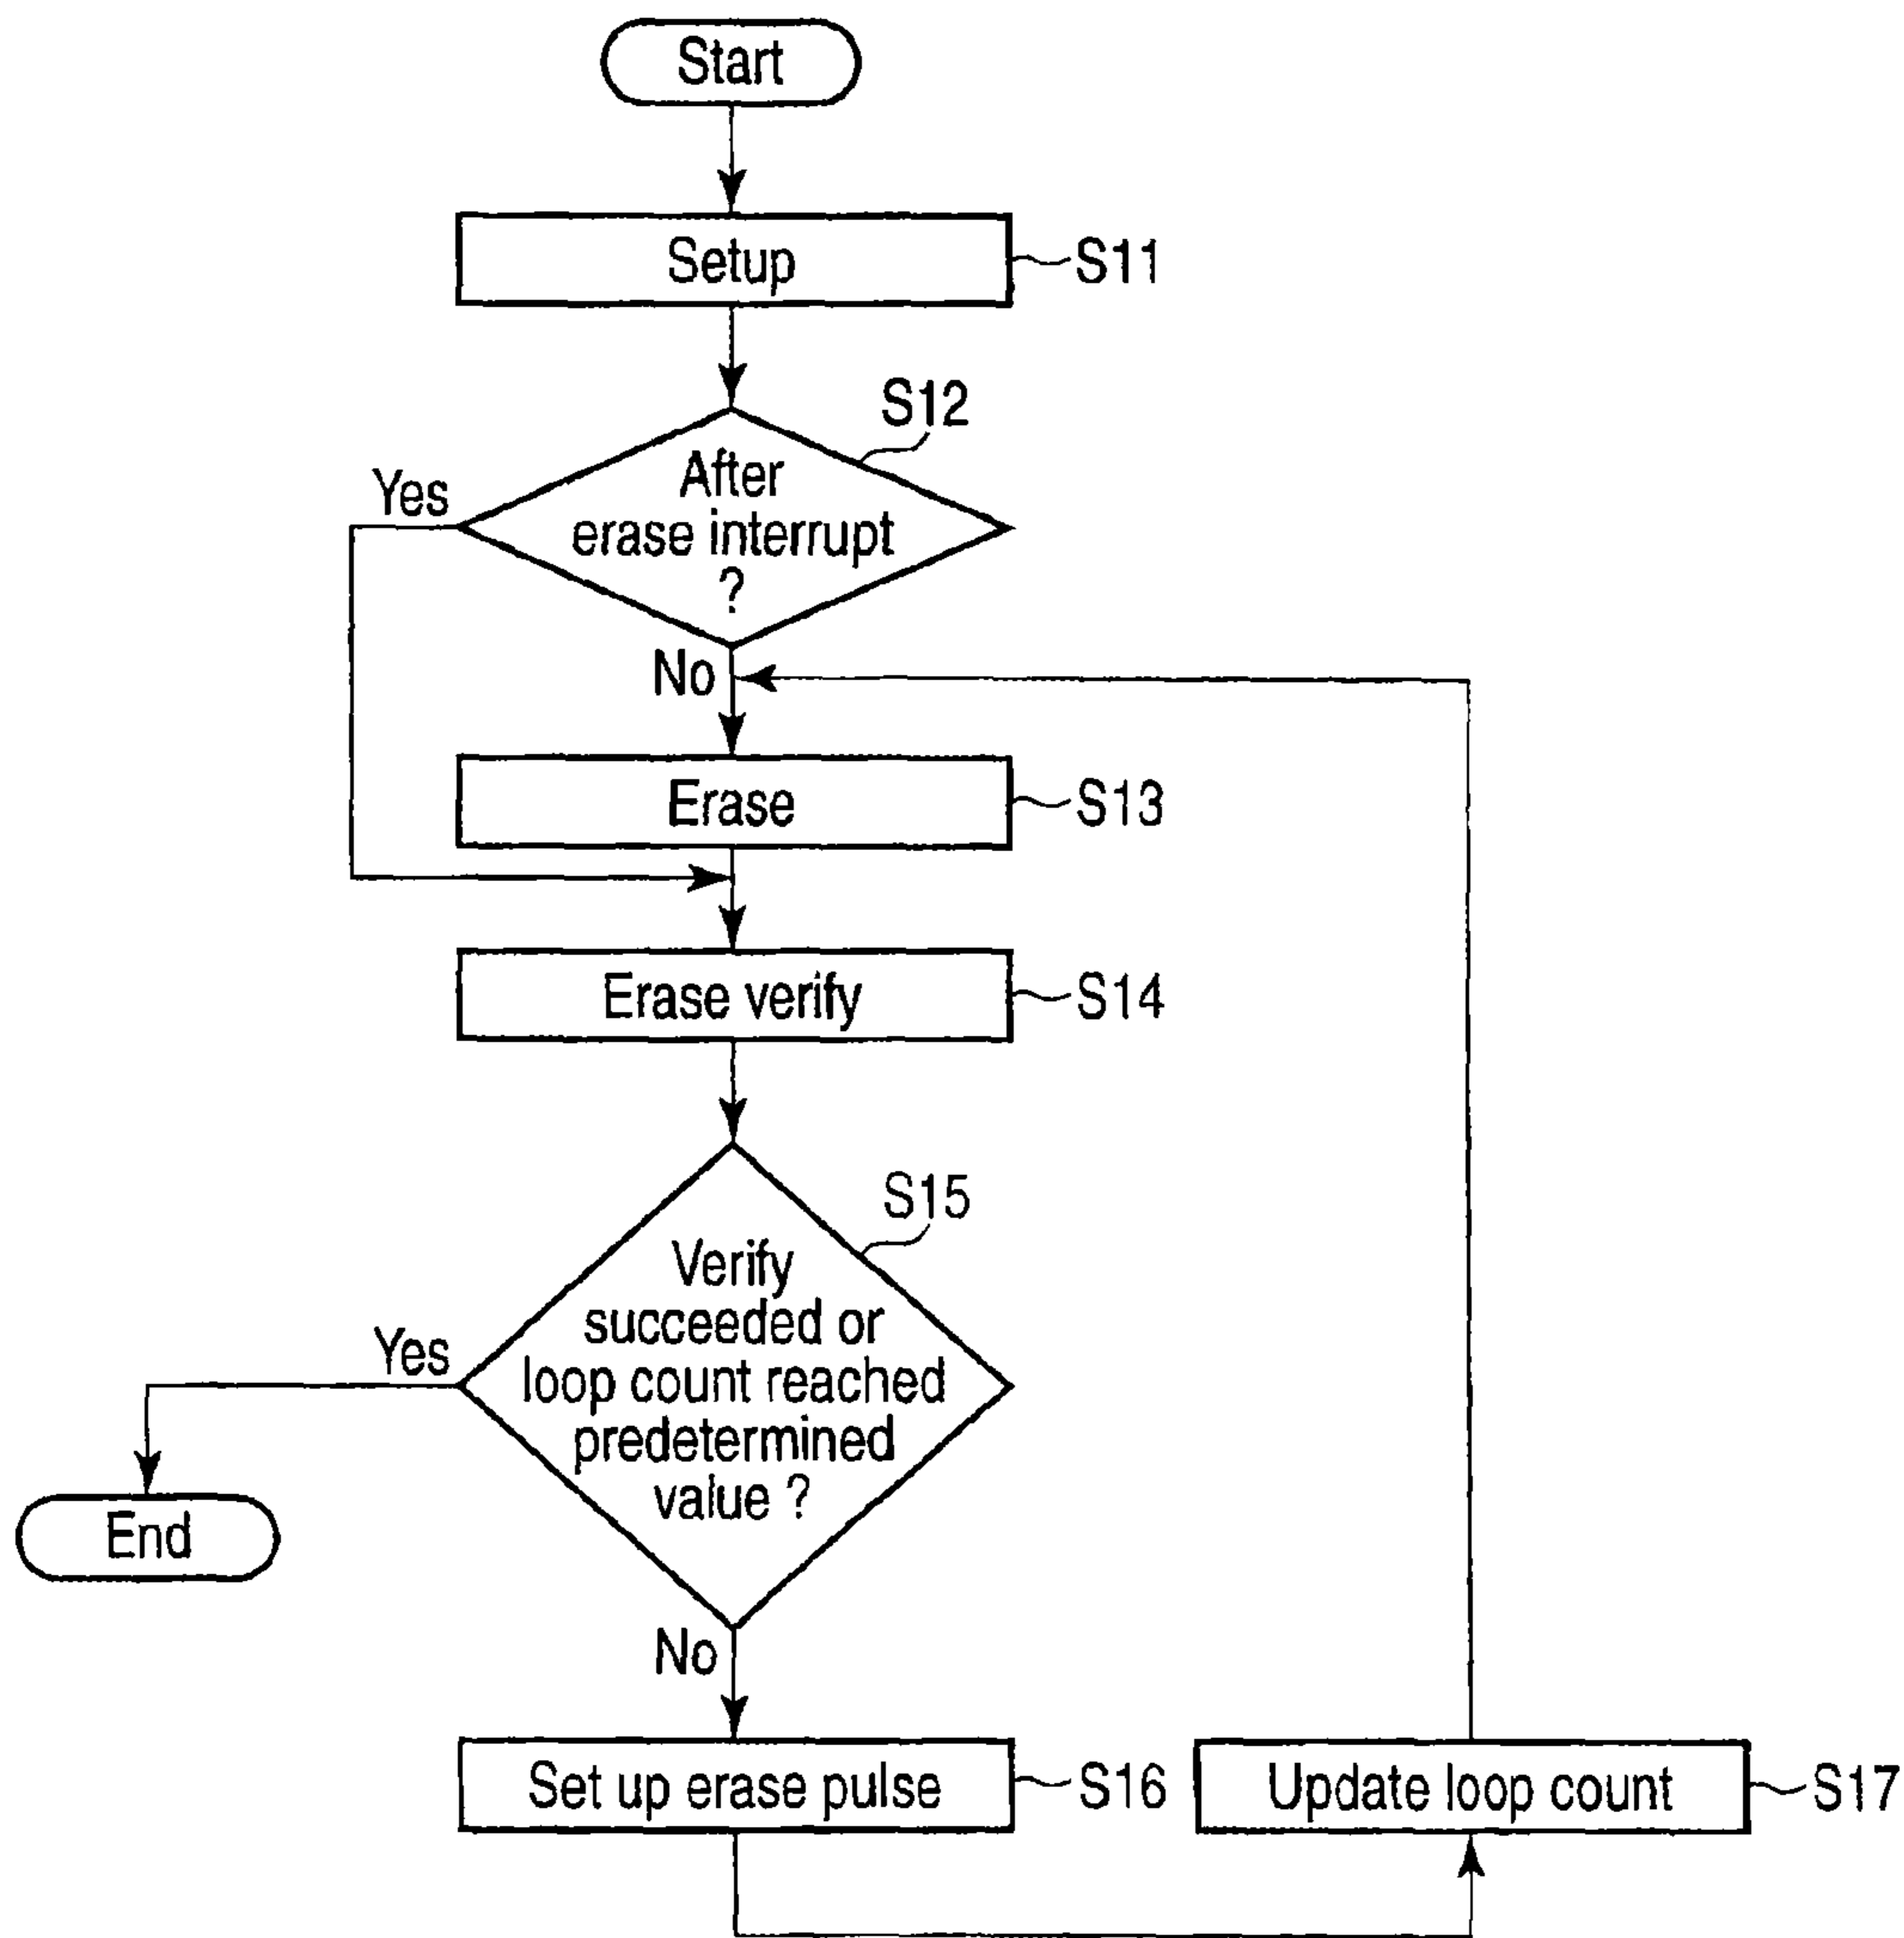 Start
Setup
S11
S12
After
erase interrupt
?
Yes
No
Erase
S13
Erase verify
S14
S15
Verify
succeeded or
loop count reached
predetermined
value ?
Yes
End
No
Set up erase pulse
S16
Update loop count
S17